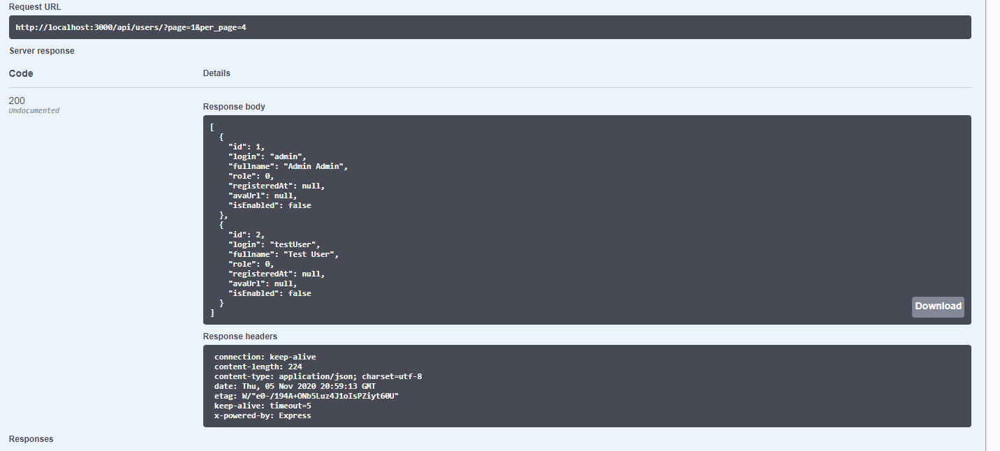 Request URL
http://localhost:3000/api/users/?page=1&per_page=4
Server response
Code Details
200
Undocumented
Response body
[
  {
    "id": 1,
    "login": "admin",
    "fullname": "Admin Admin",
    "role": 0,
    "registeredAt": null,
    "avaUrl": null,
    "isEnabled": false
  },
  {
    "id": 2,
    "login": "testUser",
    "fullname": "Test User",
    "role": 0,
    "registeredAt": null,
    "avaUrl": null,
    "isEnabled": false
  }
]
Download
Response headers
connection: keep-alive
content-length: 224
content-type: application/json; charset=utf-8
date: Thu, 05 Nov 2020 20:59:13 GMT
etag: W/"e0-/194A+ONb5Luz4J1oIsPZiyt60U"
keep-alive: timeout=5
x-powered-by: Express
Responses